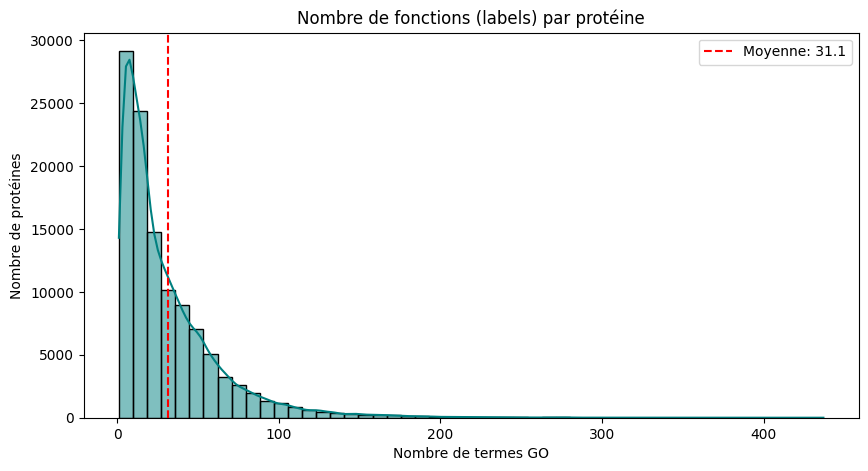 Nombre de fonctions (labels) par protéine
Moyenne: 31.1
Nombre de protéines
30000
25000
20000
15000
10000
5000
0
0 100 200 300 400
Nombre de termes GO